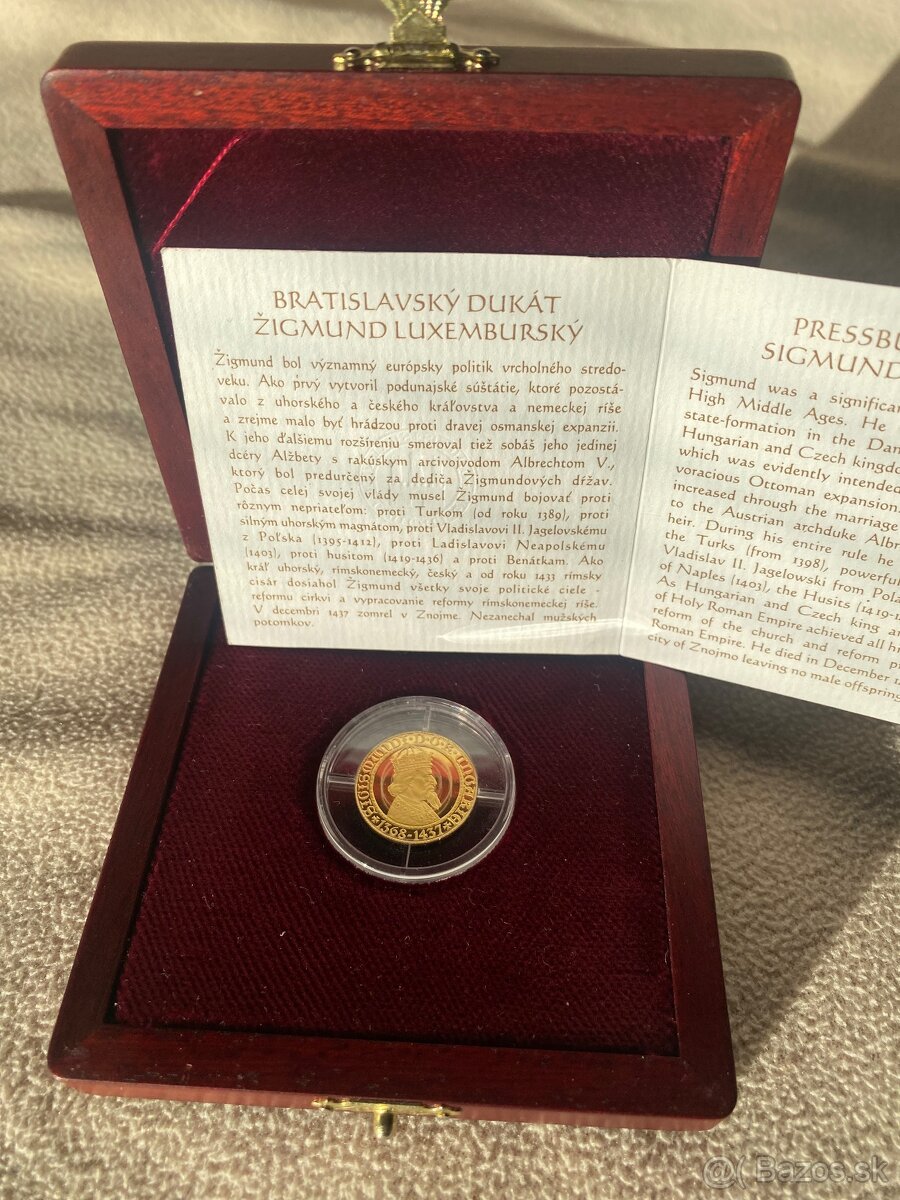 BRATISLAVSKÝ DUKÁT
ŽIGMUND LUXEMBURSKÝ
Žigmund bol významný európsky politik vrcholného stredo-
veku. Ako prvý vytvoril podunajské súštátie, ktoré pozostá-
valo z uhorského a českého kráľovstva a nemeckej ríše
a zrejme malo byť hrádzou proti dravej osmanskej expanzii.
K jeho ďalšiemu rozšíreniu smeroval tiež sobáš jeho jedinej
dcéry Alžbety s rakúskym arcivojvodom Albrechtom V.,
ktorý bol predurčený za dediča Žigmundových dŕžav.
Počas celej svojej vlády musel Žigmund bojovať proti
rôznym nepriateľom: proti Turkom (od roku 1389), proti
silným uhorským magnátom, proti Vladislavovi II. Jagelovskému
z Poľska (1395-1412), proti Ladislavovi Neapolskému
(1403), proti husitom (1419-1436) a proti Benátkam. Ako
kráľ uhorský, rímskonemecký, český a od roku 1433 rímsky
cisár dosiahol Žigmund všetky svoje politické ciele -
reformu cirkvi a vypracovanie reformy rímskonemeckej ríše.
V decembri 1437 zomrel v Znojme. Nezanechal mužských
potomkov.
PRESSBU
SIGMUND
Sigmund was a significa
High Middle Ages. He
state-formation in the Dan
Hungarian and Czech kingdo
which was evidently intended
voracious Ottoman expansion
increased through the marriage
to the Austrian archduke Albr
heir. During his entire rule he
the Turks (from 1398), powerful
Vladislav II. Jagelowski from Pola
of Naples (1403), the Husits (1419-1
As Hungarian and Czech king an
of Holy Roman Empire achieved all h
reform of the church and reform p
Roman Empire. He died in December 1
city of Znojmo leaving no male offspring
1368-1437
@( Bazos.sk